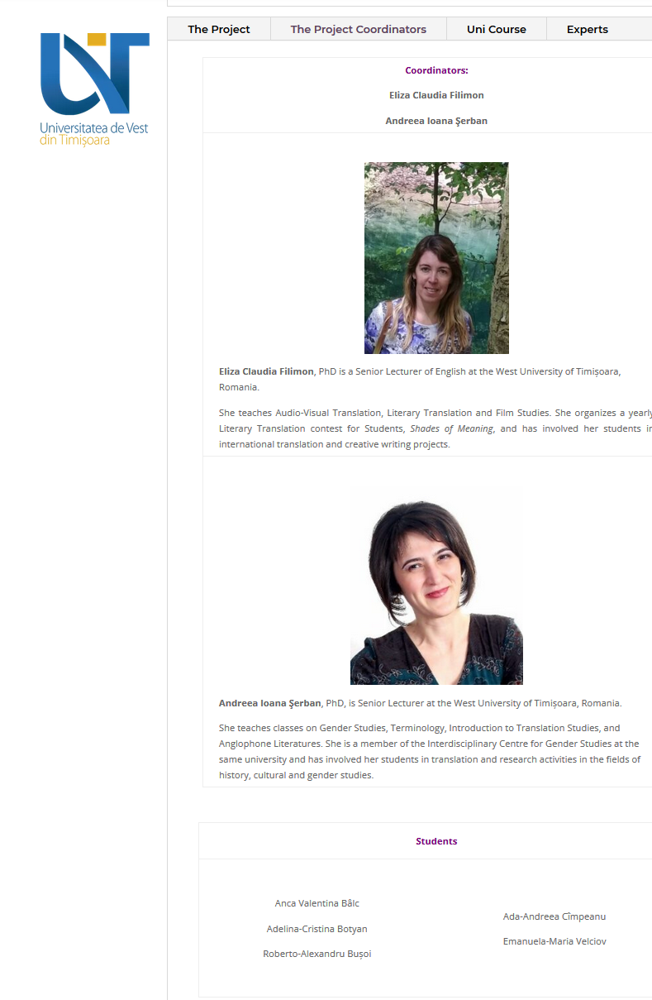 Universitatea de Vest
din Timișoara
The Project
The Project Coordinators
Uni Course
Experts
Coordinators:
Eliza Claudia Filimon
Andreea Ioana Şerban
Eliza Claudia Filimon, PhD is a Senior Lecturer of English at the West University of Timișoara,
Romania.
She teaches Audio-Visual Translation, Literary Translation and Film Studies. She organizes a yearly
Literary Translation contest for Students, Shades of Meaning, and has involved her students in
international translation and creative writing projects.
Andreea Ioana Şerban, PhD, is Senior Lecturer at the West University of Timișoara, Romania.
She teaches classes on Gender Studies, Terminology, Introduction to Translation Studies, and
Anglophone Literatures. She is a member of the Interdisciplinary Centre for Gender Studies at the
same university and has involved her students in translation and research activities in the fields of
history, cultural and gender studies.
Students
Anca Valentina Bâlc
Adelina-Cristina Botyan
Roberto-Alexandru Bușoi
Ada-Andreea Cîmpeanu
Emanuela-Maria Velciov